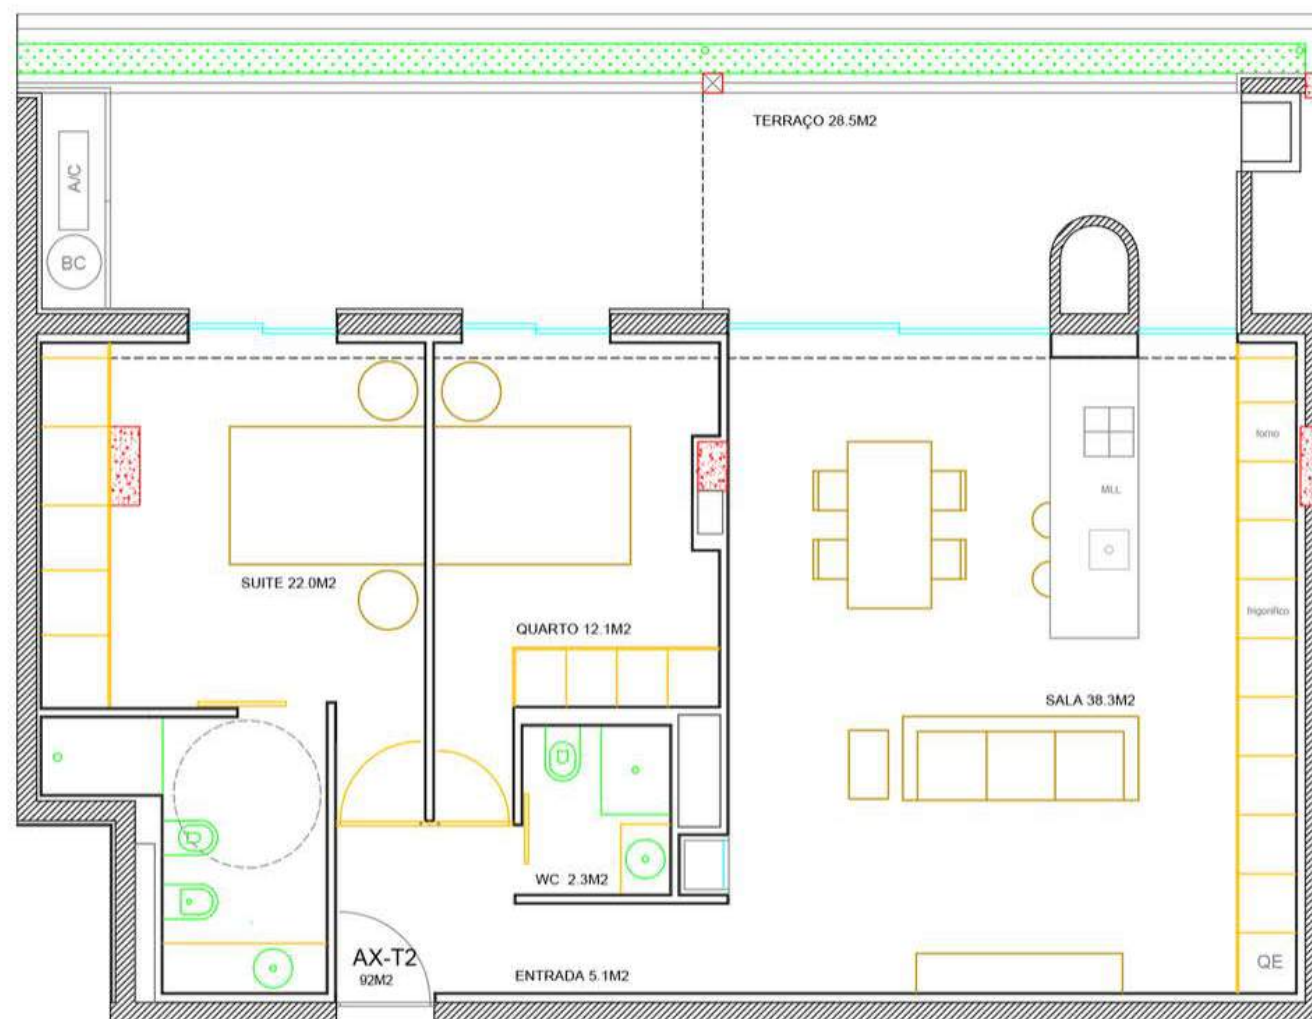 TERRAÇO 28.5M2
A/C
BC
forno
MLL
SUITE 22.0M2
frigorifico
QUARTO 12.1M2
SALA 38.3M2
WC 2.3M2
AX-T2
92M2
ENTRADA 5.1M2
QE